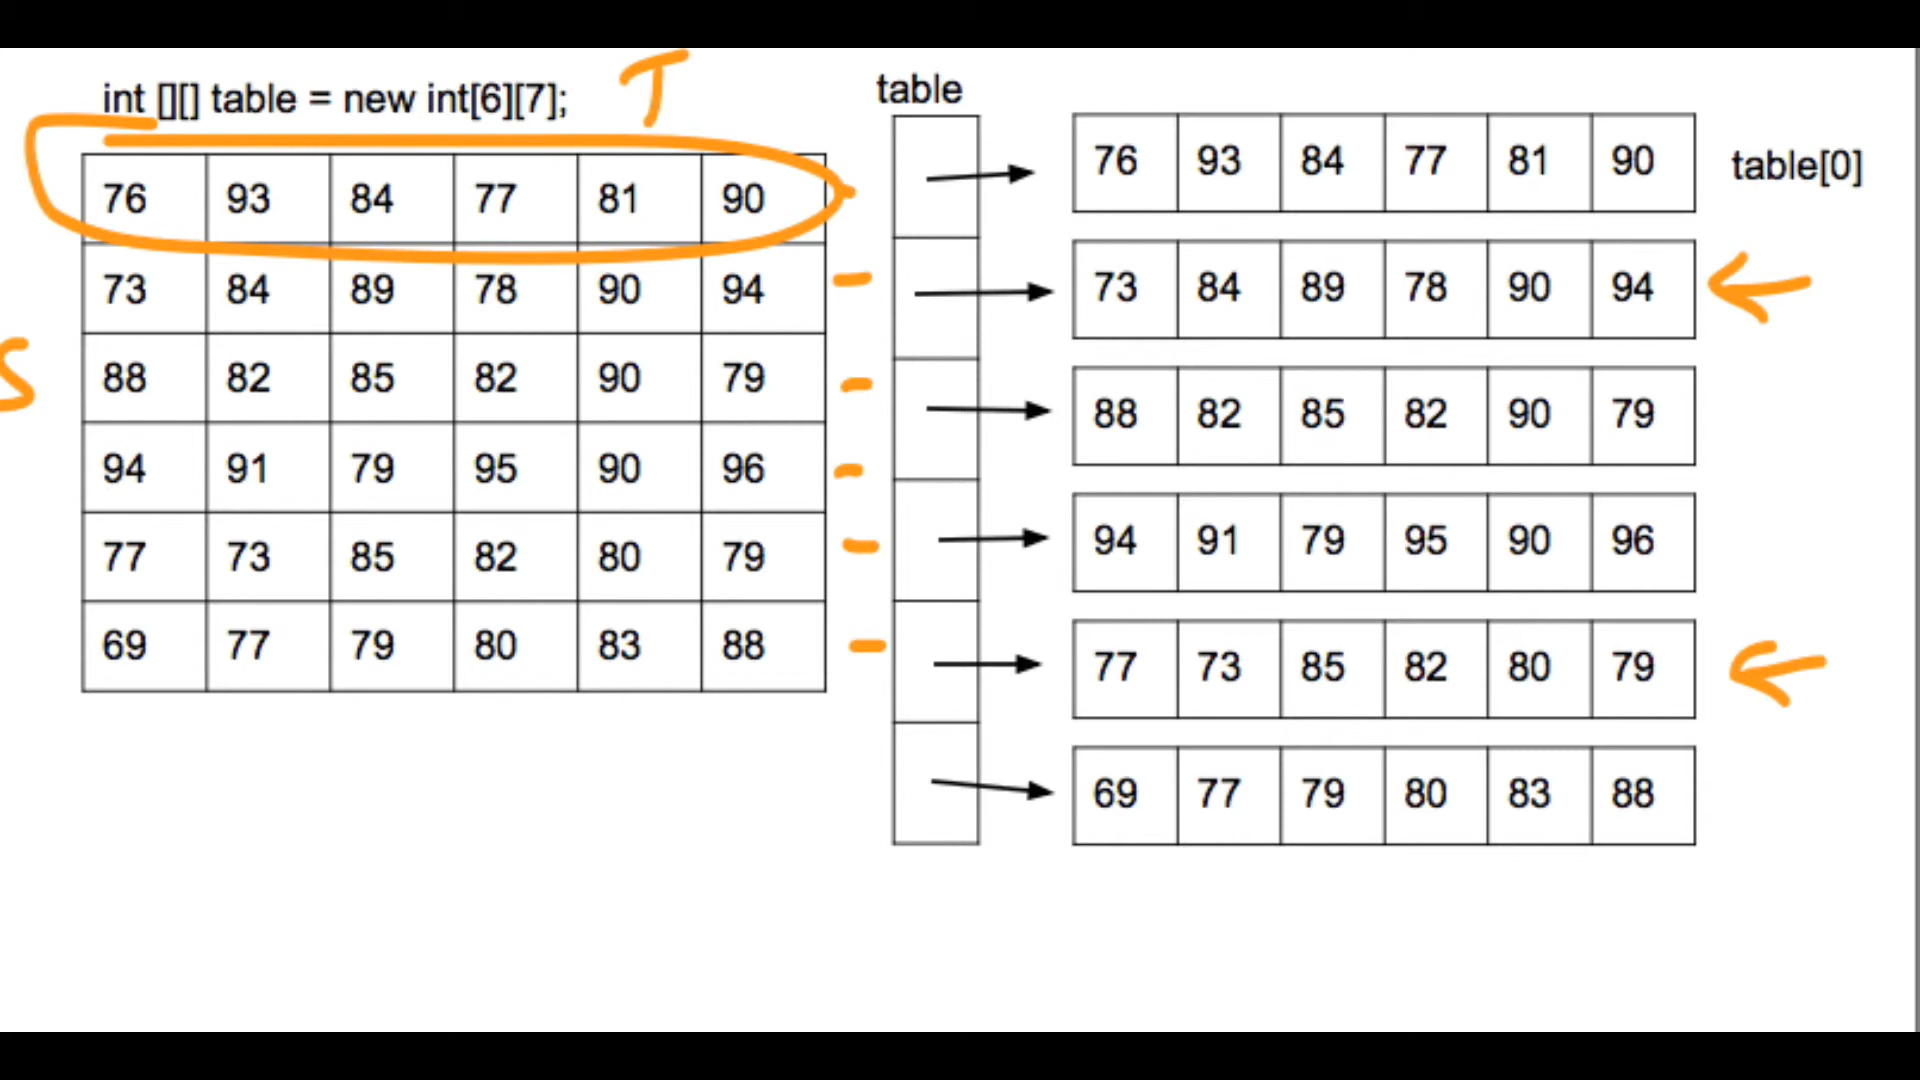 int [][] table = new int[6][7];
T
76 93 84 77 81 90
73 84 89 78 90 94
88 82 85 82 90 79
94 91 79 95 90 96
77 73 85 82 80 79
69 77 79 80 83 88
S
table
76 93 84 77 81 90 table[0]
73 84 89 78 90 94
88 82 85 82 90 79
94 91 79 95 90 96
77 73 85 82 80 79
69 77 79 80 83 88